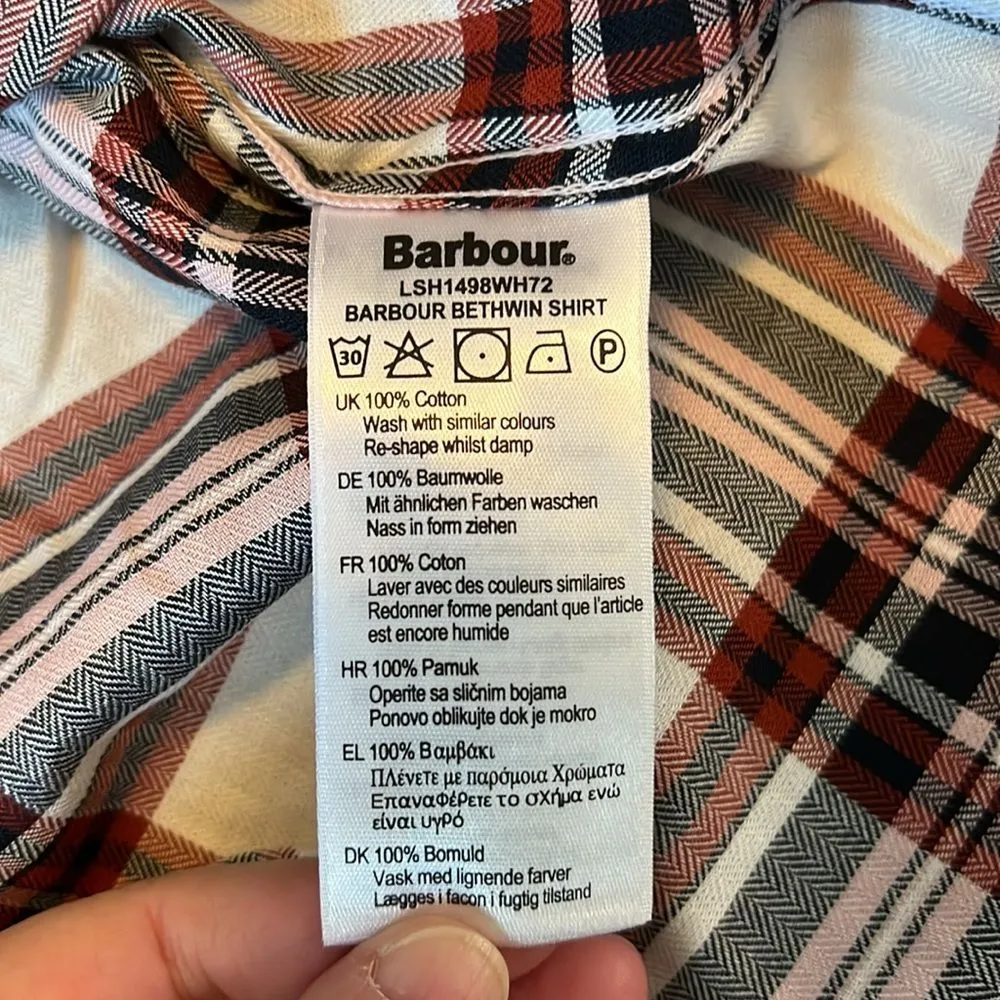 Barbour®
LSH1498WH72
BARBOUR BETHWIN SHIRT
30 P
UK 100% Cotton
Wash with similar colours
Re-shape whilst damp
DE 100% Baumwolle
Mit ähnlichen Farben waschen
Nass in form ziehen
FR 100% Coton
Laver avec des couleurs similaires
Redonner forme pendant que l'article
est encore humide
HR 100% Pamuk
Operite sa sličnim bojama
Ponovo oblikujte dok je mokro
EL 100% Βαμβάκι
Πλένετε με παρόμοια Χρώματα
ΕπαναφΈΡΕτε το σΧήμα ενώ
είναι υγρό
DK 100% Bomuld
Vask med lignende farver
Lægges i facon i fugtig tilstand